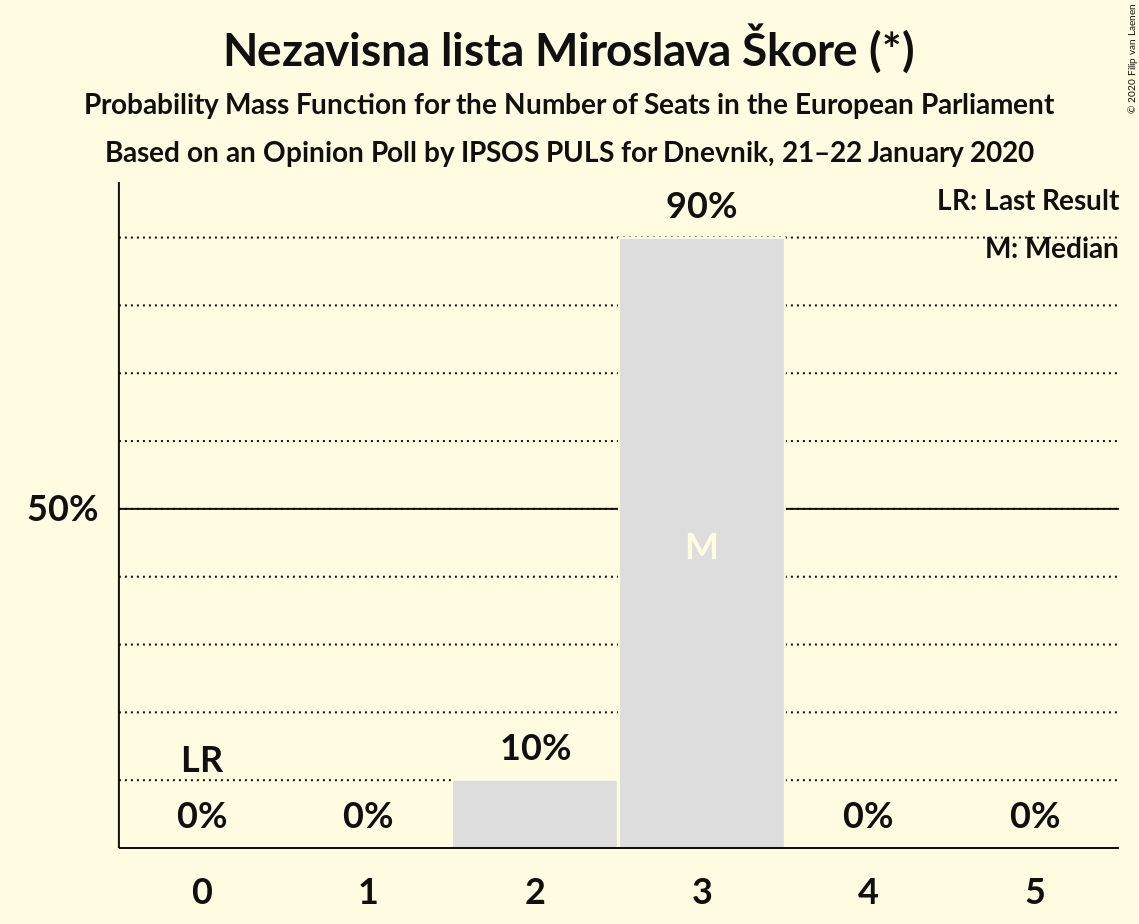 Nezavisna lista Miroslava Škore (*)
Probability Mass Function for the Number of Seats in the European Parliament
Based on an Opinion Poll by IPSOS PULS for Dnevnik, 21–22 January 2020
© 2020 Filip van Laenen
LR: Last Result
M: Median
90%
50%
M
LR
10%
0%
0%
0%
0%
0
1
2
3
4
5